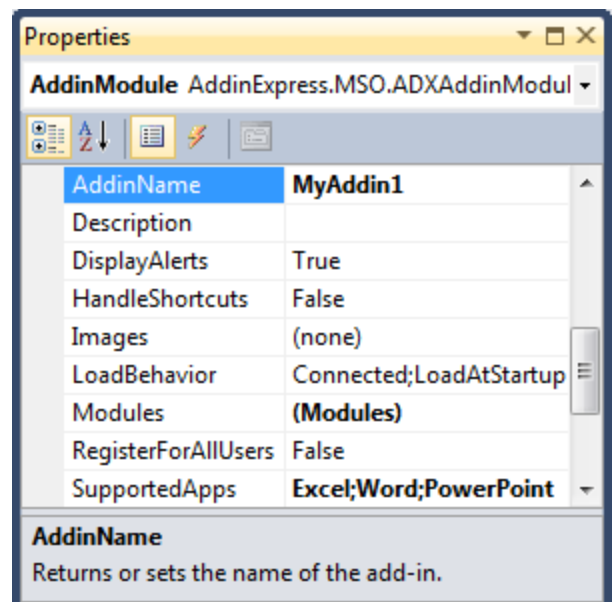 Properties
AddinModule AddinExpress.MSO.ADXAddinModul
AddinName MyAddin1
Description
DisplayAlerts True
HandleShortcuts False
Images (none)
LoadBehavior Connected;LoadAtStartup
Modules (Modules)
RegisterForAllUsers False
SupportedApps Excel;Word;PowerPoint
AddinName
Returns or sets the name of the add-in.